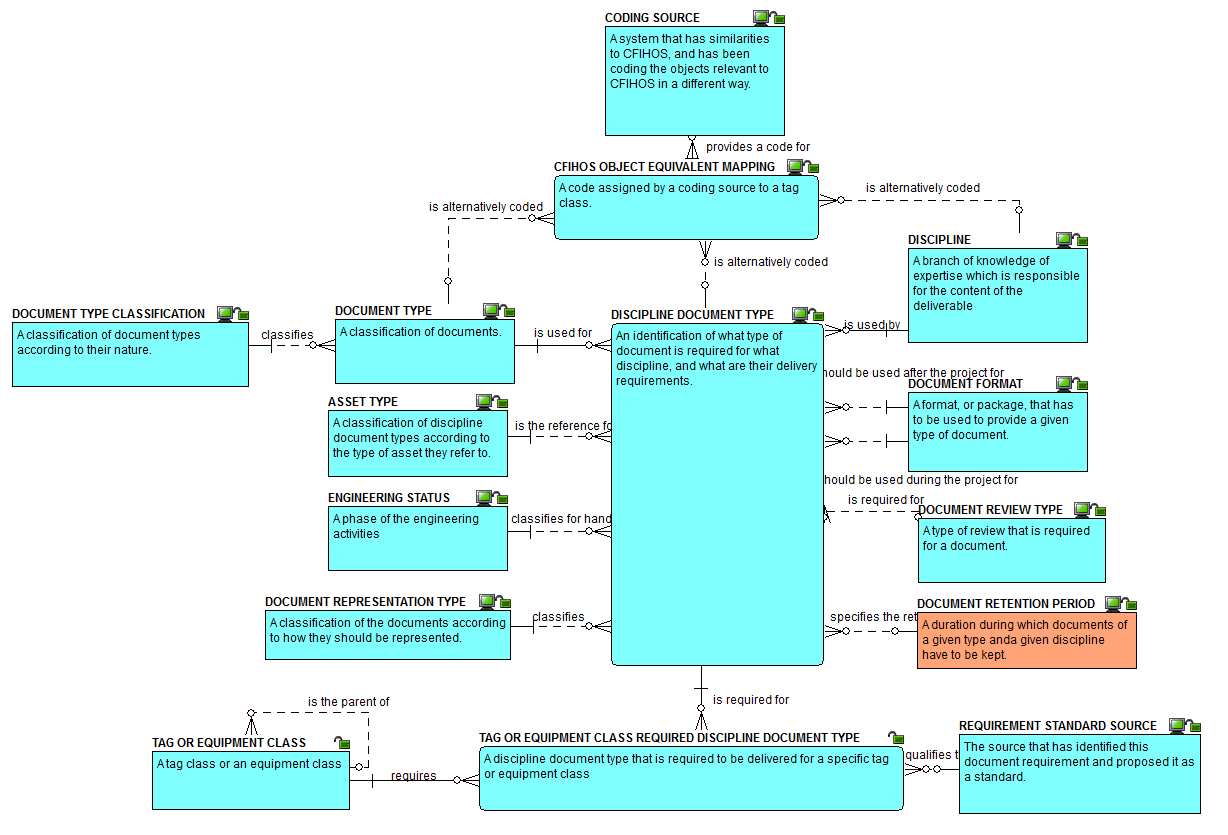 CODING SOURCE
A system that has similarities
to CFIHOS, and has been
coding the objects relevant to
CFIHOS in a different way.
provides a code for
CFIHOS OBJECT EQUIVALENT MAPPING
A code assigned by a coding source to a tag
class.
is alternatively coded
is alternatively coded
is alternatively coded
DISCIPLINE
A branch of knowledge of
expertise which is responsible
for the content of the
deliverable
DOCUMENT TYPE CLASSIFICATION
A classification of document types
according to their nature.
classifies
DOCUMENT TYPE
A classification of documents.
is used for
DISCIPLINE DOCUMENT TYPE
An identification of what type of
document is required for what
discipline, and what are their delivery
requirements.
is used by
hould be used after the project for
DOCUMENT FORMAT
A format, or package, that has
to be used to provide a given
type of document.
hould be used during the project for
ASSET TYPE
A classification of discipline
document types according to
the type of asset they refer to.
is the reference fo
ENGINEERING STATUS
A phase of the engineering
activities
classifies for hand
is required for
DOCUMENT REVIEW TYPE
A type of review that is required
for a document.
DOCUMENT REPRESENTATION TYPE
A classification of the documents according
to how they should be represented.
classifies
specifies the ret
DOCUMENT RETENTION PERIOD
A duration during which documents of
a given type anda given discipline
have to be kept.
is required for
is the parent of
TAG OR EQUIPMENT CLASS
A tag class or an equipment class
requires
TAG OR EQUIPMENT CLASS REQUIRED DISCIPLINE DOCUMENT TYPE
A discipline document type that is required to be delivered for a specific tag
or equipment class
qualifies t
REQUIREMENT STANDARD SOURCE
The source that has identified this
document requirement and proposed it as
a standard.